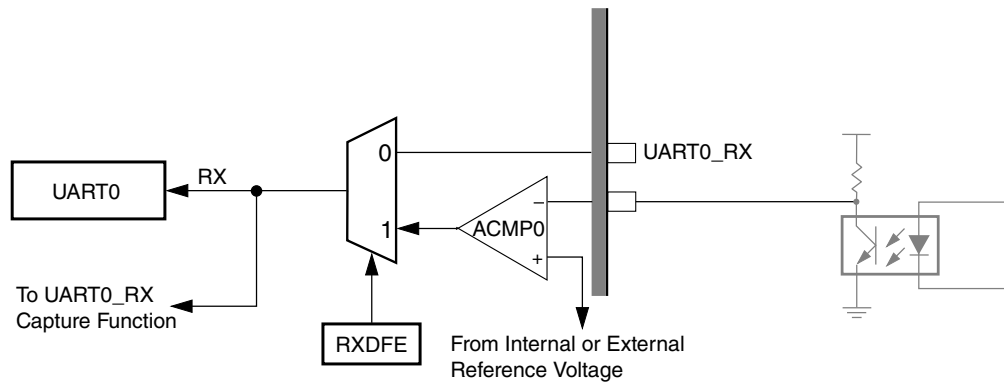 0
UART0_RX
RX
UART0
−
1
ACMP0
+
To UART0_RX
Capture Function
RXDFE
From Internal or External
Reference Voltage